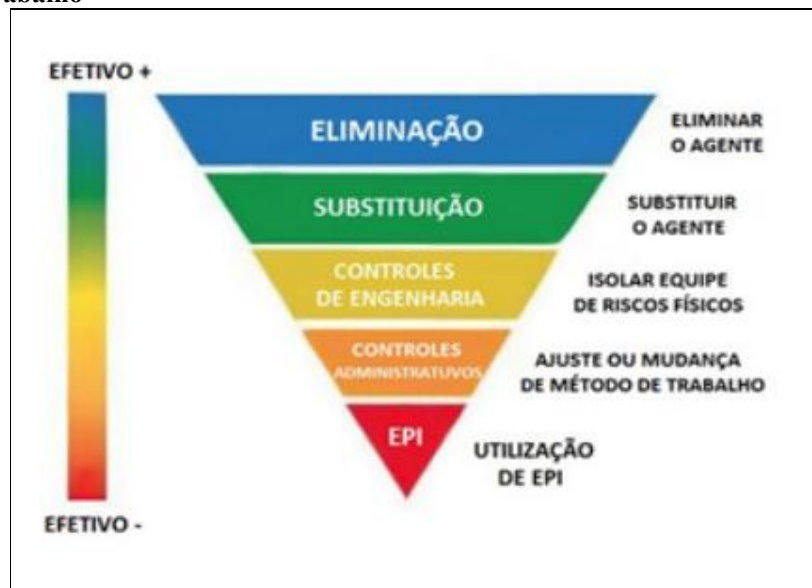 EFETIVO +
ELIMINAÇÃO
ELIMINAR
O AGENTE
SUBSTITUIÇÃO
SUBSTITUIR
O AGENTE
CONTROLES
DE ENGENHARIA
ISOLAR EQUIPE
DE RISCOS FÍSICOS
CONTROLES
ADMINISTRATUVOS
AJUSTE OU MUDANÇA
DE MÉTODO DE TRABALHO
EPI
UTILIZAÇÃO
DE EPI
EFETIVO -